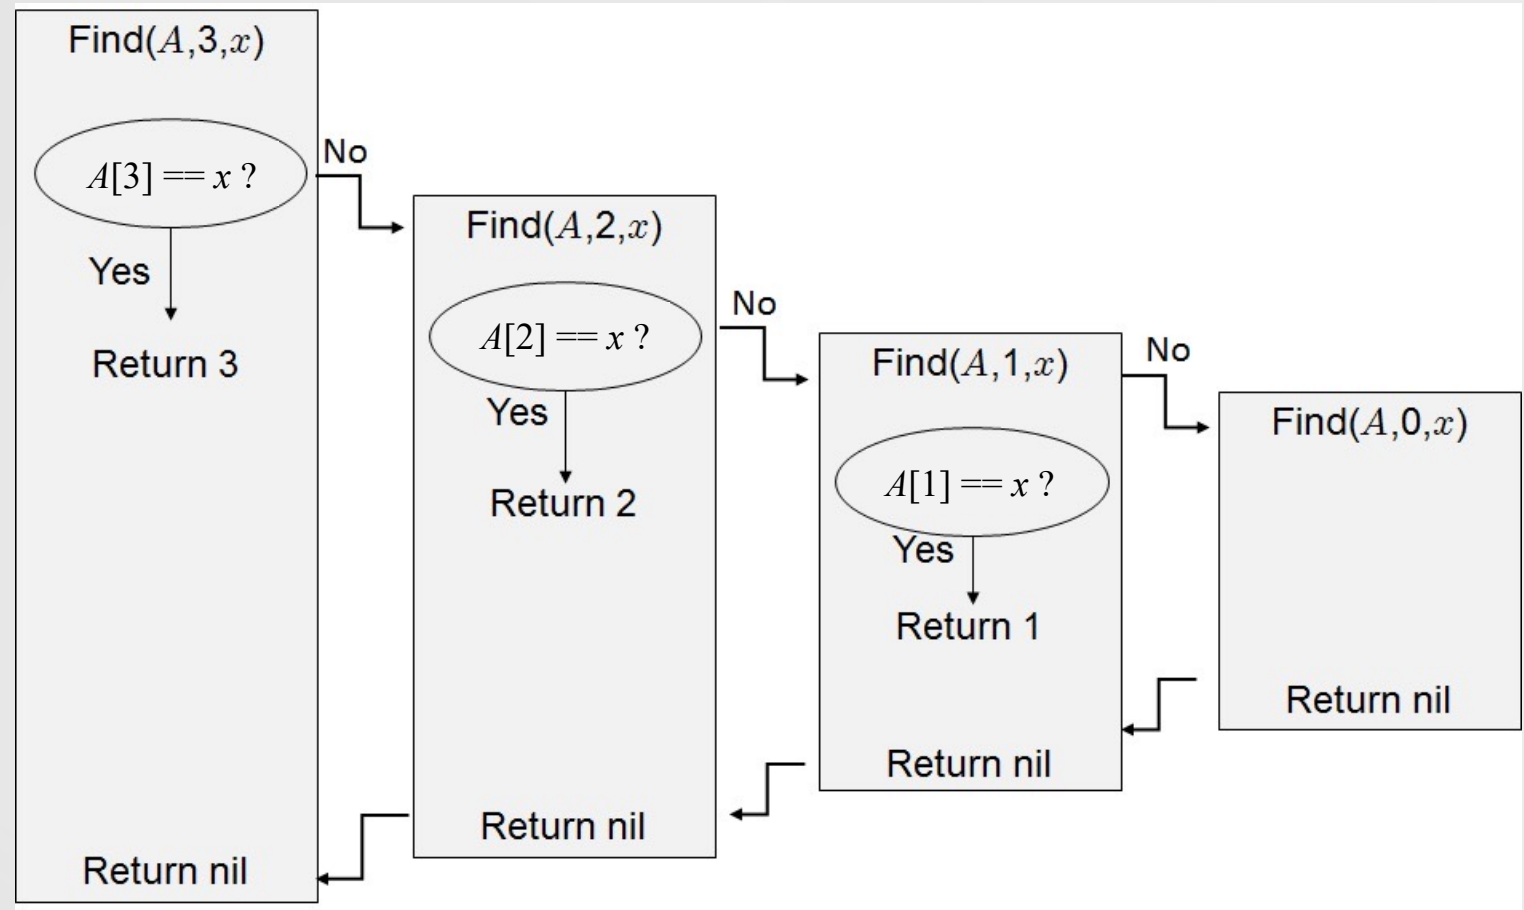 Find(A,3,x)
A[3] == x ?
No
Yes
Return 3
Return nil
Find(A,2,x)
A[2] == x ?
No
Yes
Return 2
Return nil
Find(A,1,x)
No
A[1] == x ?
Yes
Return 1
Return nil
Find(A,0,x)
Return nil